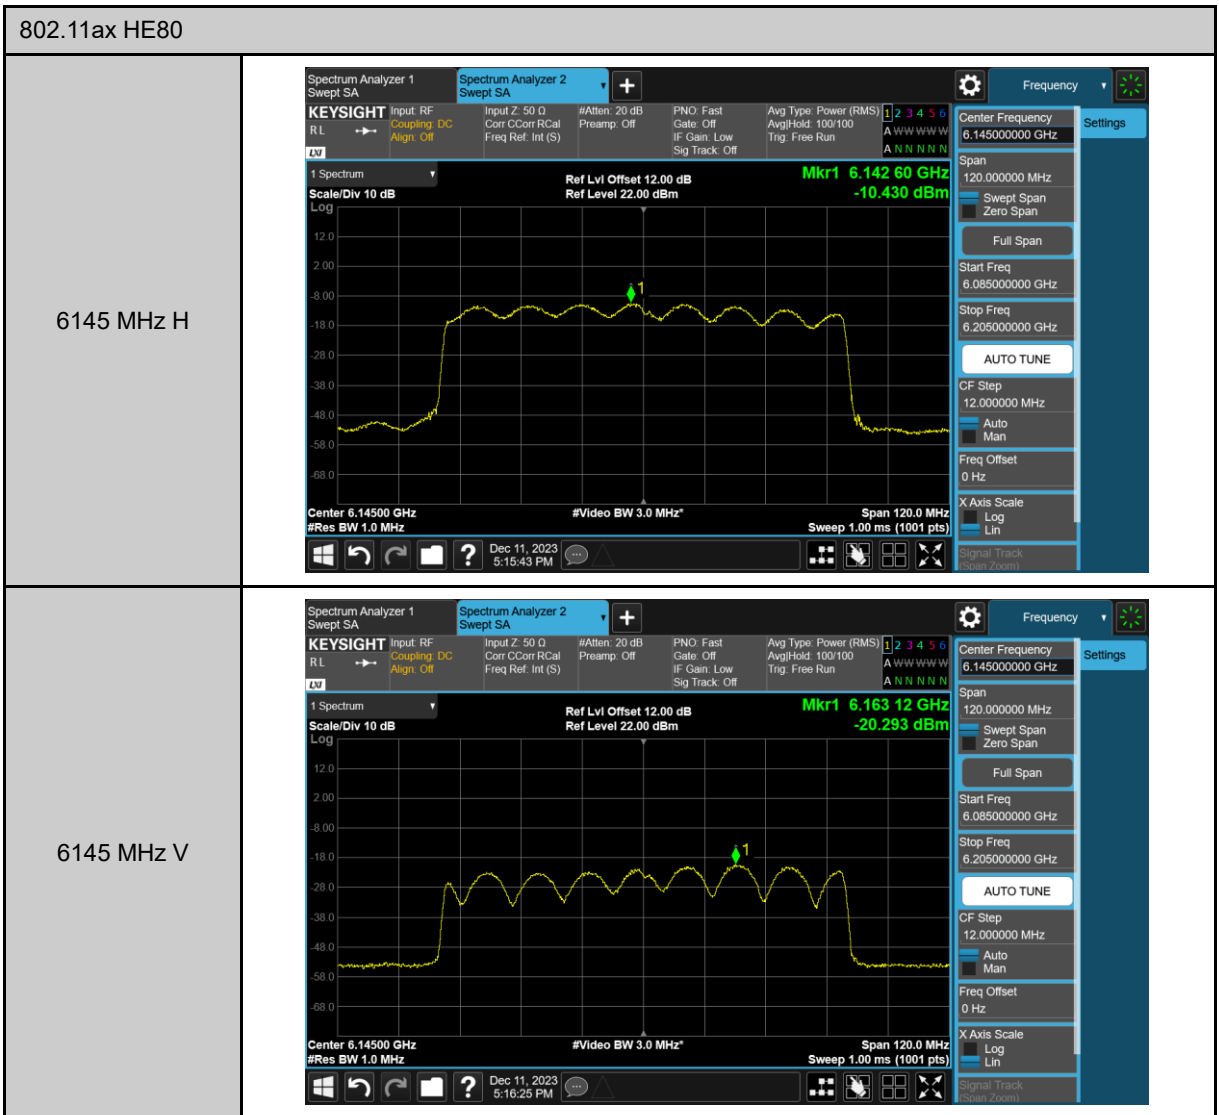 802.11ax HE80
6145 MHz H
Spectrum Analyzer 1
Swept SA
Spectrum Analyzer 2
Swept SA
Frequency
KEYSIGHT
RL
LXI
Input: RF
Coupling: DC
Align: Off
Input Z: 50 Ω
Corr CCorr RCal
Freq Ref: Int (S)
#Atten: 20 dB
Preamp: Off
PNO: Fast
Gate: Off
IF Gain: Low
Sig Track: Off
Avg Type: Power (RMS)
Avg|Hold: 100/100
Trig: Free Run
1 2 3 4 5 6
A W W W W W
A N N N N N
1 Spectrum
Scale/Div 10 dB
Log
Ref Lvl Offset 12.00 dB
Ref Level 22.00 dBm
Mkr1 6.142 60 GHz
-10.430 dBm
12.0
2.00
-8.00
-18.0
-28.0
-38.0
-48.0
-58.0
-68.0
1
Center 6.14500 GHz
#Res BW 1.0 MHz
#Video BW 3.0 MHz*
Span 120.0 MHz
Sweep 1.00 ms (1001 pts)
Dec 11, 2023
5:15:43 PM
Center Frequency
6.145000000 GHz
Settings
Span
120.000000 MHz
Swept Span
Zero Span
Full Span
Start Freq
6.085000000 GHz
Stop Freq
6.205000000 GHz
AUTO TUNE
CF Step
12.000000 MHz
Auto
Man
Freq Offset
0 Hz
X Axis Scale
Log
Lin
Signal Track
(Span Zoom)
6145 MHz V
Spectrum Analyzer 1
Swept SA
Spectrum Analyzer 2
Swept SA
Frequency
KEYSIGHT
RL
LXI
Input: RF
Coupling: DC
Align: Off
Input Z: 50 Ω
Corr CCorr RCal
Freq Ref: Int (S)
#Atten: 20 dB
Preamp: Off
PNO: Fast
Gate: Off
IF Gain: Low
Sig Track: Off
Avg Type: Power (RMS)
Avg|Hold: 100/100
Trig: Free Run
1 2 3 4 5 6
A W W W W W
A N N N N N
1 Spectrum
Scale/Div 10 dB
Log
Ref Lvl Offset 12.00 dB
Ref Level 22.00 dBm
Mkr1 6.163 12 GHz
-20.293 dBm
12.0
2.00
-8.00
-18.0
-28.0
-38.0
-48.0
-58.0
-68.0
1
Center 6.14500 GHz
#Res BW 1.0 MHz
#Video BW 3.0 MHz*
Span 120.0 MHz
Sweep 1.00 ms (1001 pts)
Dec 11, 2023
5:16:25 PM
Center Frequency
6.145000000 GHz
Settings
Span
120.000000 MHz
Swept Span
Zero Span
Full Span
Start Freq
6.085000000 GHz
Stop Freq
6.205000000 GHz
AUTO TUNE
CF Step
12.000000 MHz
Auto
Man
Freq Offset
0 Hz
X Axis Scale
Log
Lin
Signal Track
(Span Zoom)